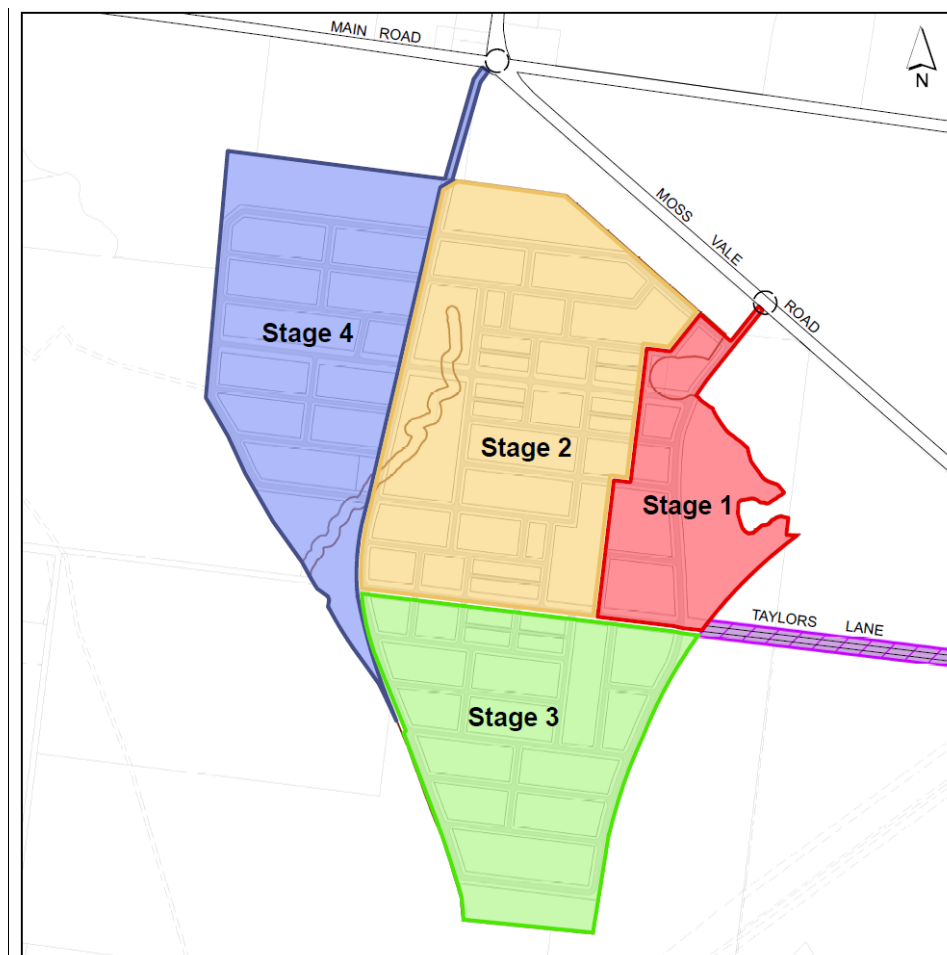 MAIN ROAD
N
MOSS VALE ROAD
Stage 4
Stage 2
Stage 1
TAYLORS LANE
Stage 3